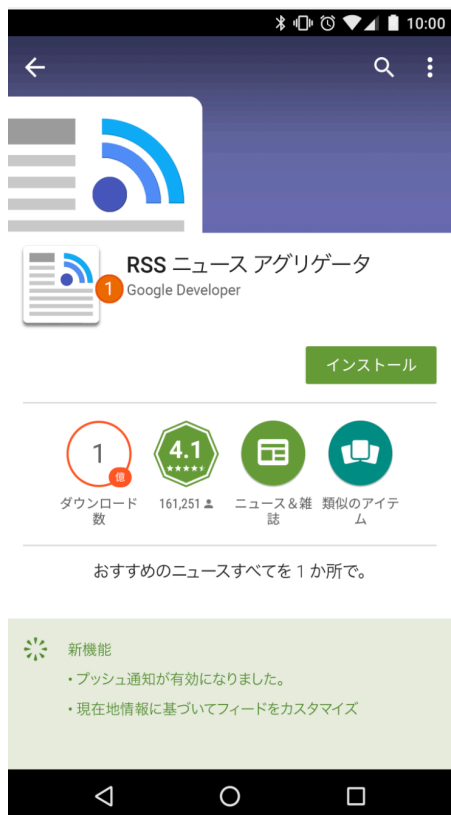 10:00
RSS ニュース アグリゲータ
1
Google Developer
インストール
1
億
4.1
ダウンロード
数
161,251
ニュース＆雑
誌
類似のアイテ
ム
おすすめのニュースすべてを 1 か所で。
新機能
・プッシュ通知が有効になりました。
・現在地情報に基づいてフィードをカスタマイズ